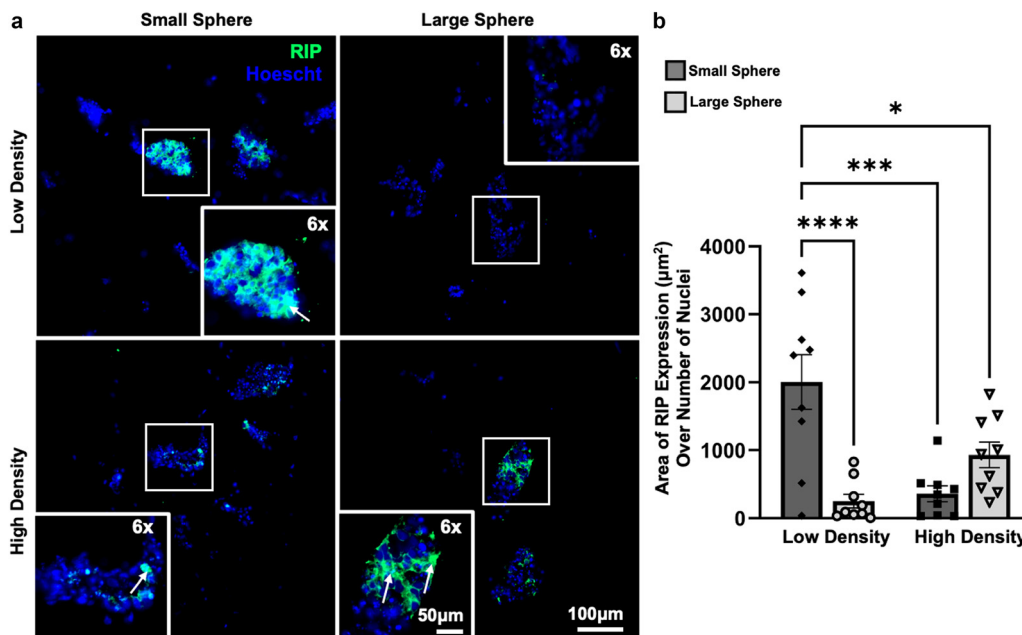 a
Small Sphere
Large Sphere
RIP
Hoescht
6x
6x
Low Density
6x
6x
High Density
50µm
100µm
b
Small Sphere
Large Sphere
*
***
****
Area of RIP Expression (µm²)
Over Number of Nuclei
4000
3000
2000
1000
0
Low Density
High Density